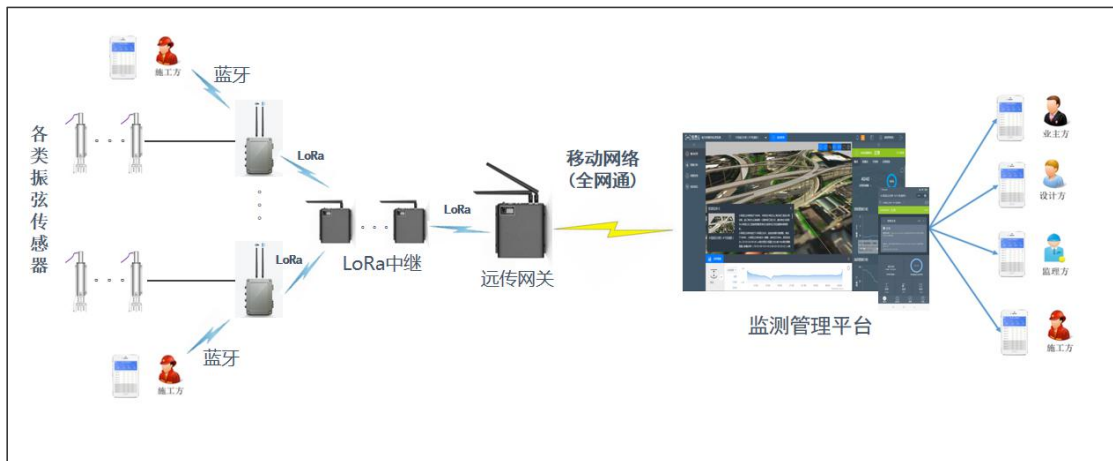 施工方
蓝牙
各类振弦传感器
LoRa
LoRa
LoRa中继
LoRa
远传网关
移动网络
(全网通)
蓝牙
施工方
监测管理平台
业主方
设计方
监理方
施工方